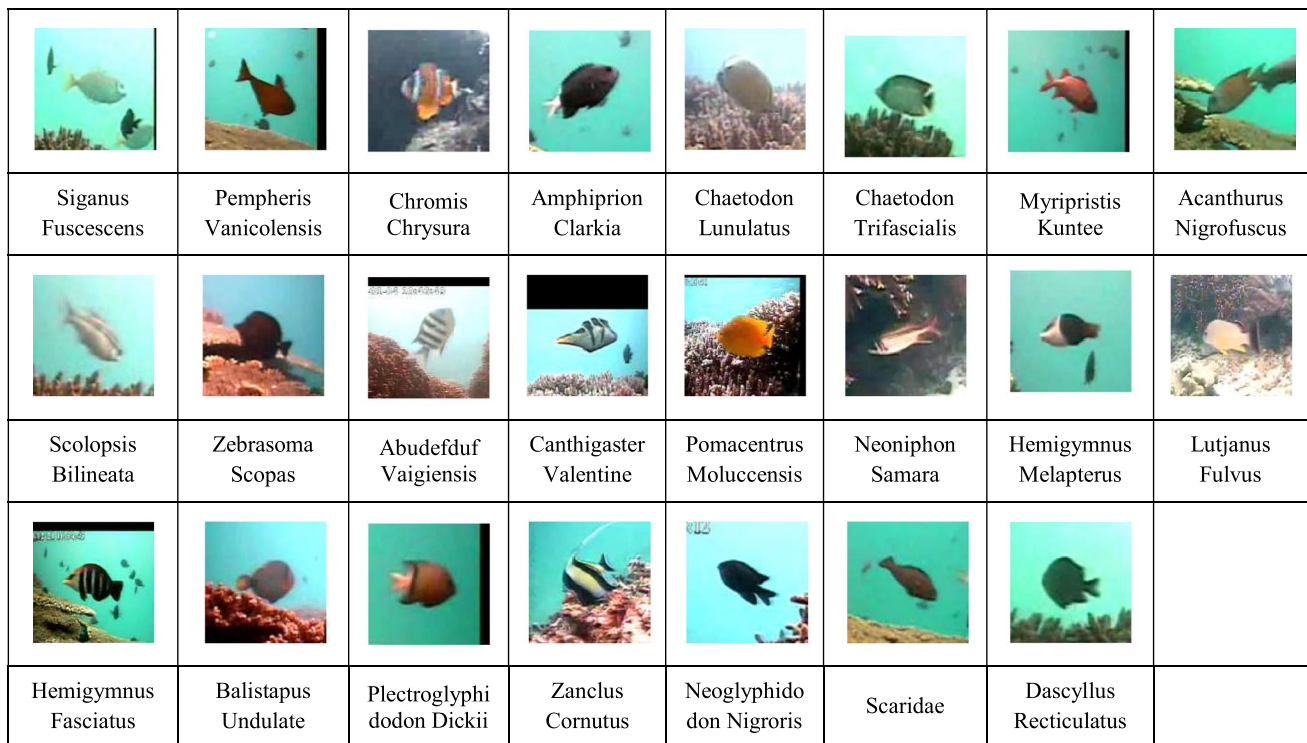 Siganus
Fuscescens
Pempheris
Vanicolensis
Chromis
Chrysura
Amphiprion
Clarkia
Chaetodon
Lunulatus
Chaetodon
Trifascialis
Myripristis
Kuntee
Acanthurus
Nigrofuscus
Scolopsis
Bilineata
Zebrasoma
Scopas
Abudefduf
Vaigiensis
Canthigaster
Valentine
Pomacentrus
Moluccensis
Neoniphon
Samara
Hemigymnus
Melapterus
Lutjanus
Fulvus
Hemigymnus
Fasciatus
Balistapus
Undulate
Plectroglyphi
dodon Dickii
Zanclus
Cornutus
Neoglyphido
don Nigroris
Scaridae
Dascyllus
Recticulatus